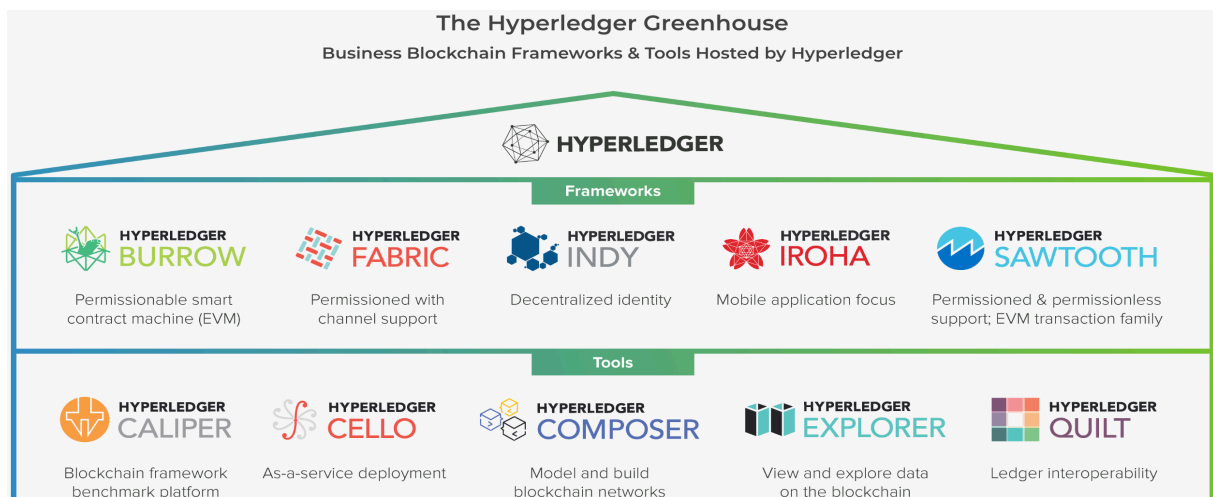 The Hyperledger Greenhouse
Business Blockchain Frameworks & Tools Hosted by Hyperledger
HYPERLEDGER
Frameworks
HYPERLEDGER
BURROW
Permissionable smart
contract machine (EVM)
HYPERLEDGER
FABRIC
Permissioned with
channel support
HYPERLEDGER
INDY
Decentralized identity
HYPERLEDGER
IROHA
Mobile application focus
HYPERLEDGER
SAWTOOTH
Permissioned & permissionless
support; EVM transaction family
Tools
HYPERLEDGER
CALIPER
Blockchain framework
benchmark platform
HYPERLEDGER
CELLO
As-a-service deployment
HYPERLEDGER
COMPOSER
Model and build
blockchain networks
HYPERLEDGER
EXPLORER
View and explore data
on the blockchain
HYPERLEDGER
QUILT
Ledger interoperability